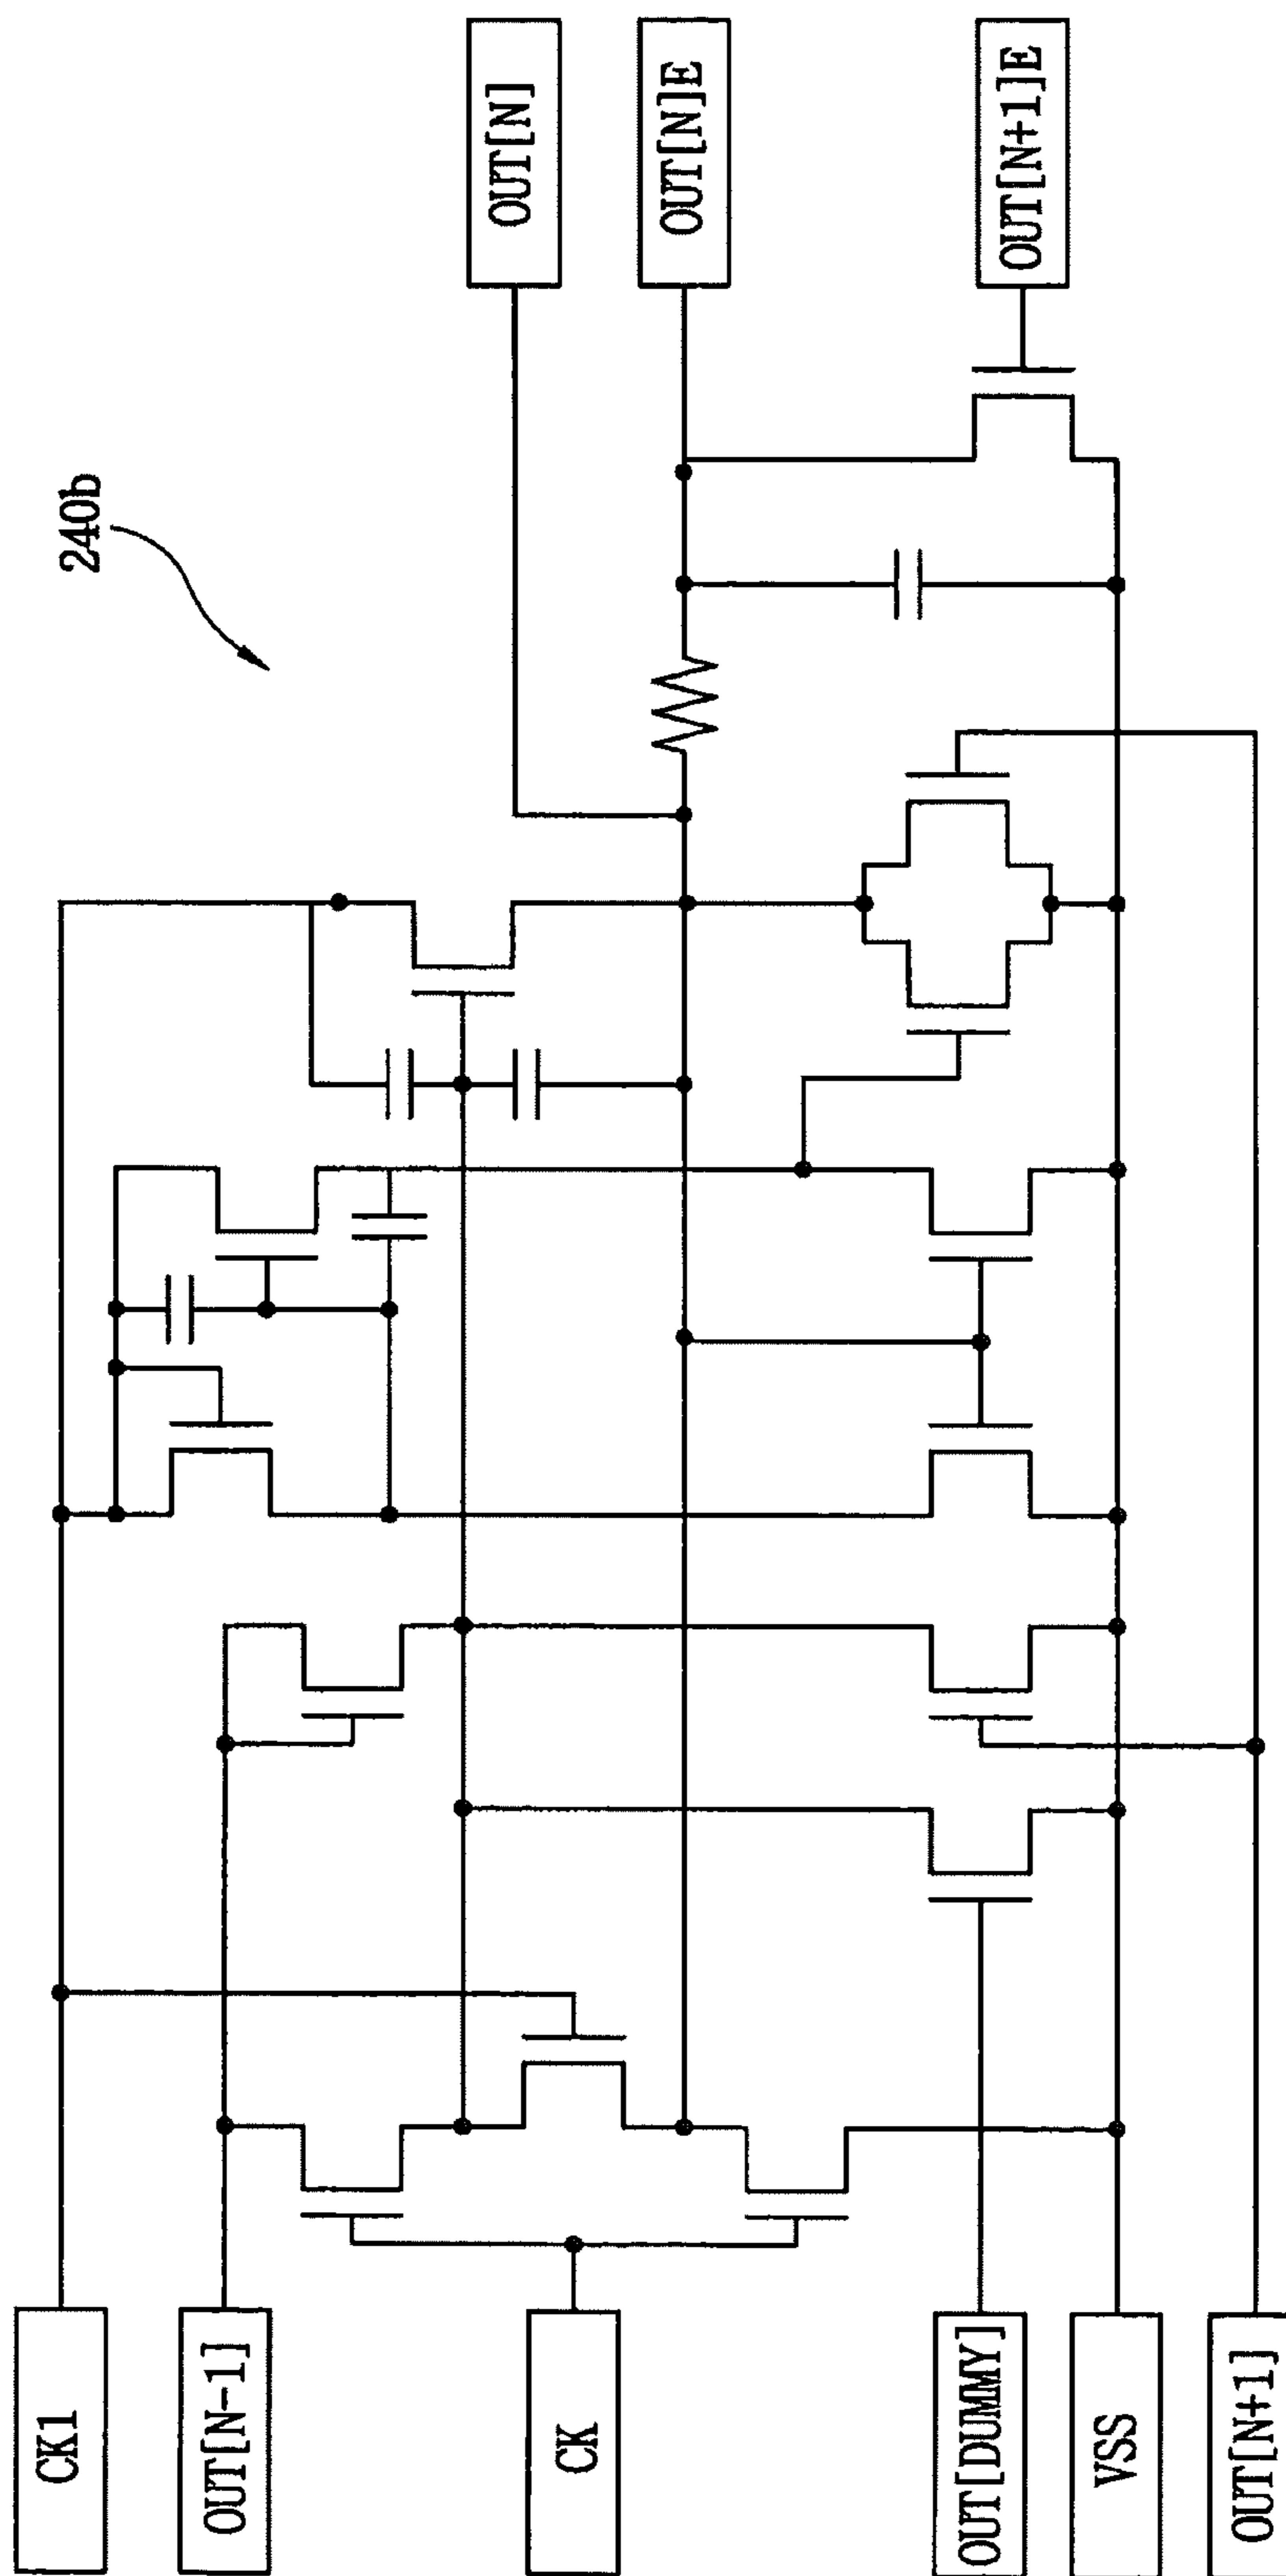 240b
OUT[N]
OUT[N]E
OUT[N+1]E
CK1
OUT[N-1]
CK
OUT[DUMMY]
VSS
OUT[N+1]